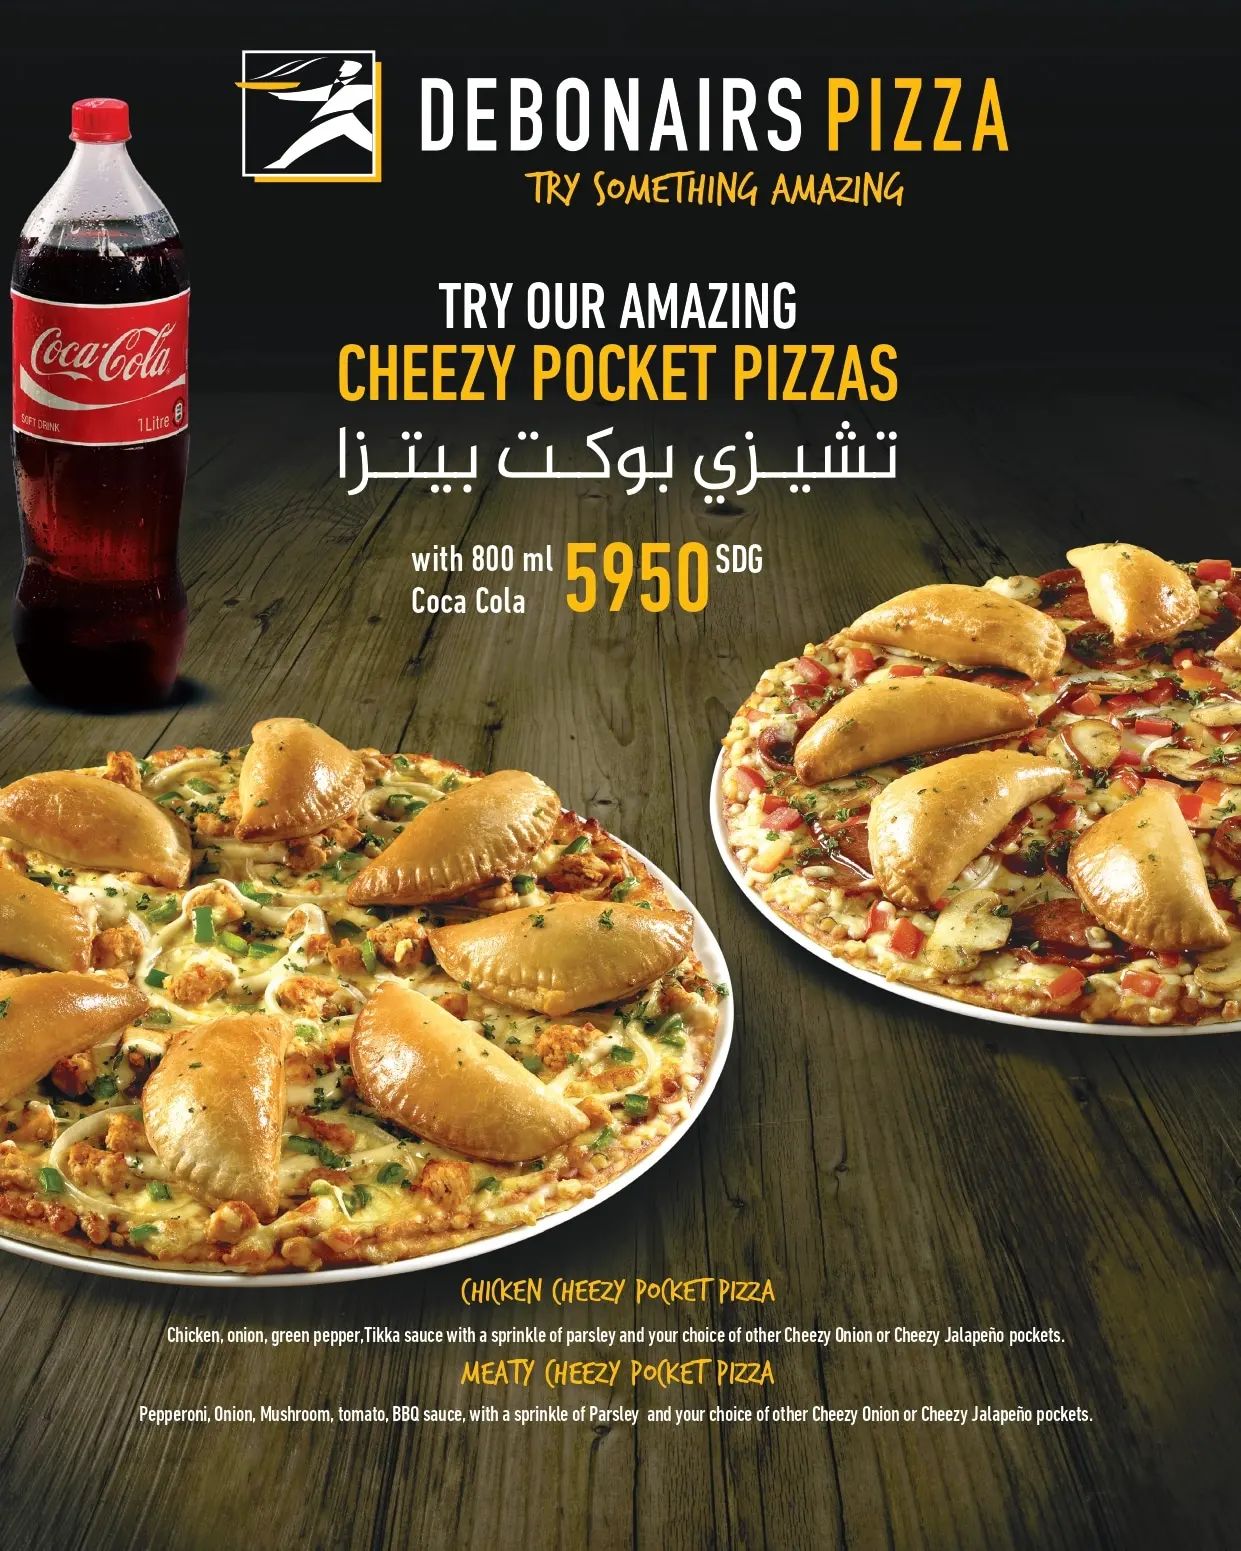 DEBONAIRS PIZZA
TRY SOMETHING AMAZING
Coca-Cola
SOFT DRINK
1 Litre
TRY OUR AMAZING
CHEEZY POCKET PIZZAS
تشيزي بوكت بيتزا
with 800 ml
Coca Cola
5950 SDG
CHICKEN CHEEZY POCKET PIZZA
Chicken, onion, green pepper,Tikka sauce with a sprinkle of parsley and your choice of other Cheezy Onion or Cheezy Jalapeño pockets.
MEATY CHEEZY POCKET PIZZA
Pepperoni, Onion, Mushroom, tomato, BBQ sauce, with a sprinkle of Parsley and your choice of other Cheezy Onion or Cheezy Jalapeño pockets.